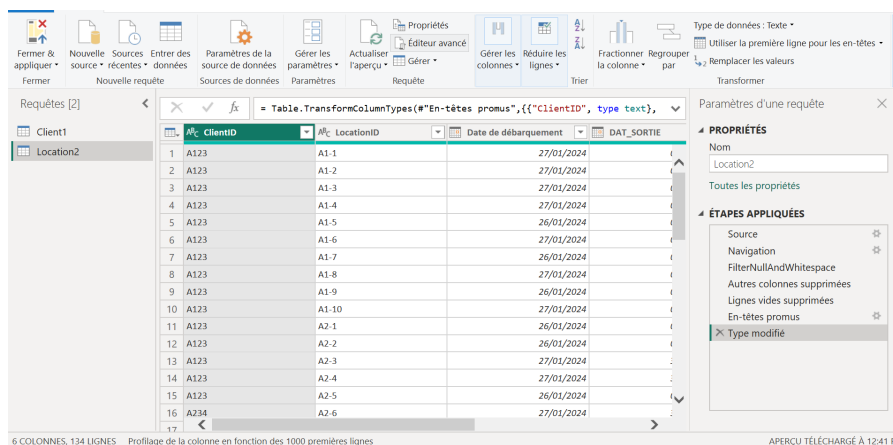 Fermer & appliquer
Nouvelle source
Sources récentes
Entrer des données
Paramètres de la source de données
Gérer les paramètres
Actualiser l'aperçu
Propriétés
Éditeur avancé
Gérer
Gérer les colonnes
Réduire les lignes
Fractionner la colonne
Regrouper par
Type de données : Texte
Utiliser la première ligne pour les en-têtes
Remplacer les valeurs
Fermer
Nouvelle requête
Sources de données
Paramètres
Requête
Trier
Transformer
Requêtes [2]
Client1
Location2
fx = Table.TransformColumnTypes(#"En-têtes promus",{{"ClientID", type text},
ClientID LocationID Date de débarquement DAT_SORTIE
1 A123 A1-1 27/01/2024
2 A123 A1-2 27/01/2024
3 A123 A1-3 27/01/2024
4 A123 A1-4 27/01/2024
5 A123 A1-5 26/01/2024
6 A123 A1-6 27/01/2024
7 A123 A1-7 26/01/2024
8 A123 A1-8 27/01/2024
9 A123 A1-9 26/01/2024
10 A123 A1-10 27/01/2024
11 A123 A2-1 26/01/2024
12 A123 A2-2 26/01/2024
13 A123 A2-3 27/01/2024
14 A123 A2-4 27/01/2024
15 A123 A2-5 26/01/2024
16 A234 A2-6 27/01/2024
17
Paramètres d'une requête
PROPRIÉTÉS
Nom
Location2
Toutes les propriétés
ÉTAPES APPLIQUÉES
Source
Navigation
FilterNullAndWhitespace
Autres colonnes supprimées
Lignes vides supprimées
En-têtes promus
Type modifié
6 COLONNES, 134 LIGNES Profilage de la colonne en fonction des 1000 premières lignes
APERÇU TÉLÉCHARGÉ À 12:41